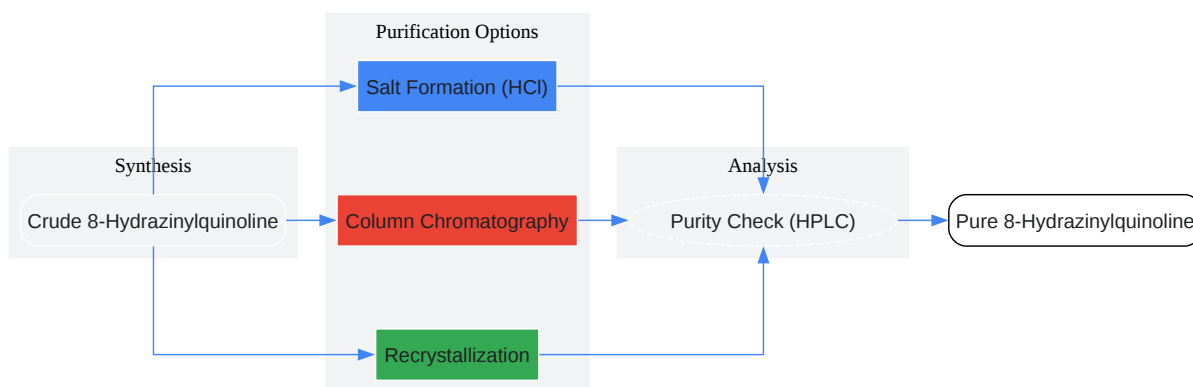 Purification Options
Salt Formation (HCl)
Synthesis
Analysis
Crude 8-Hydrazinylquinoline
Column Chromatography
Purity Check (HPLC)
Pure 8-Hydrazinylquinoline
Recrystallization